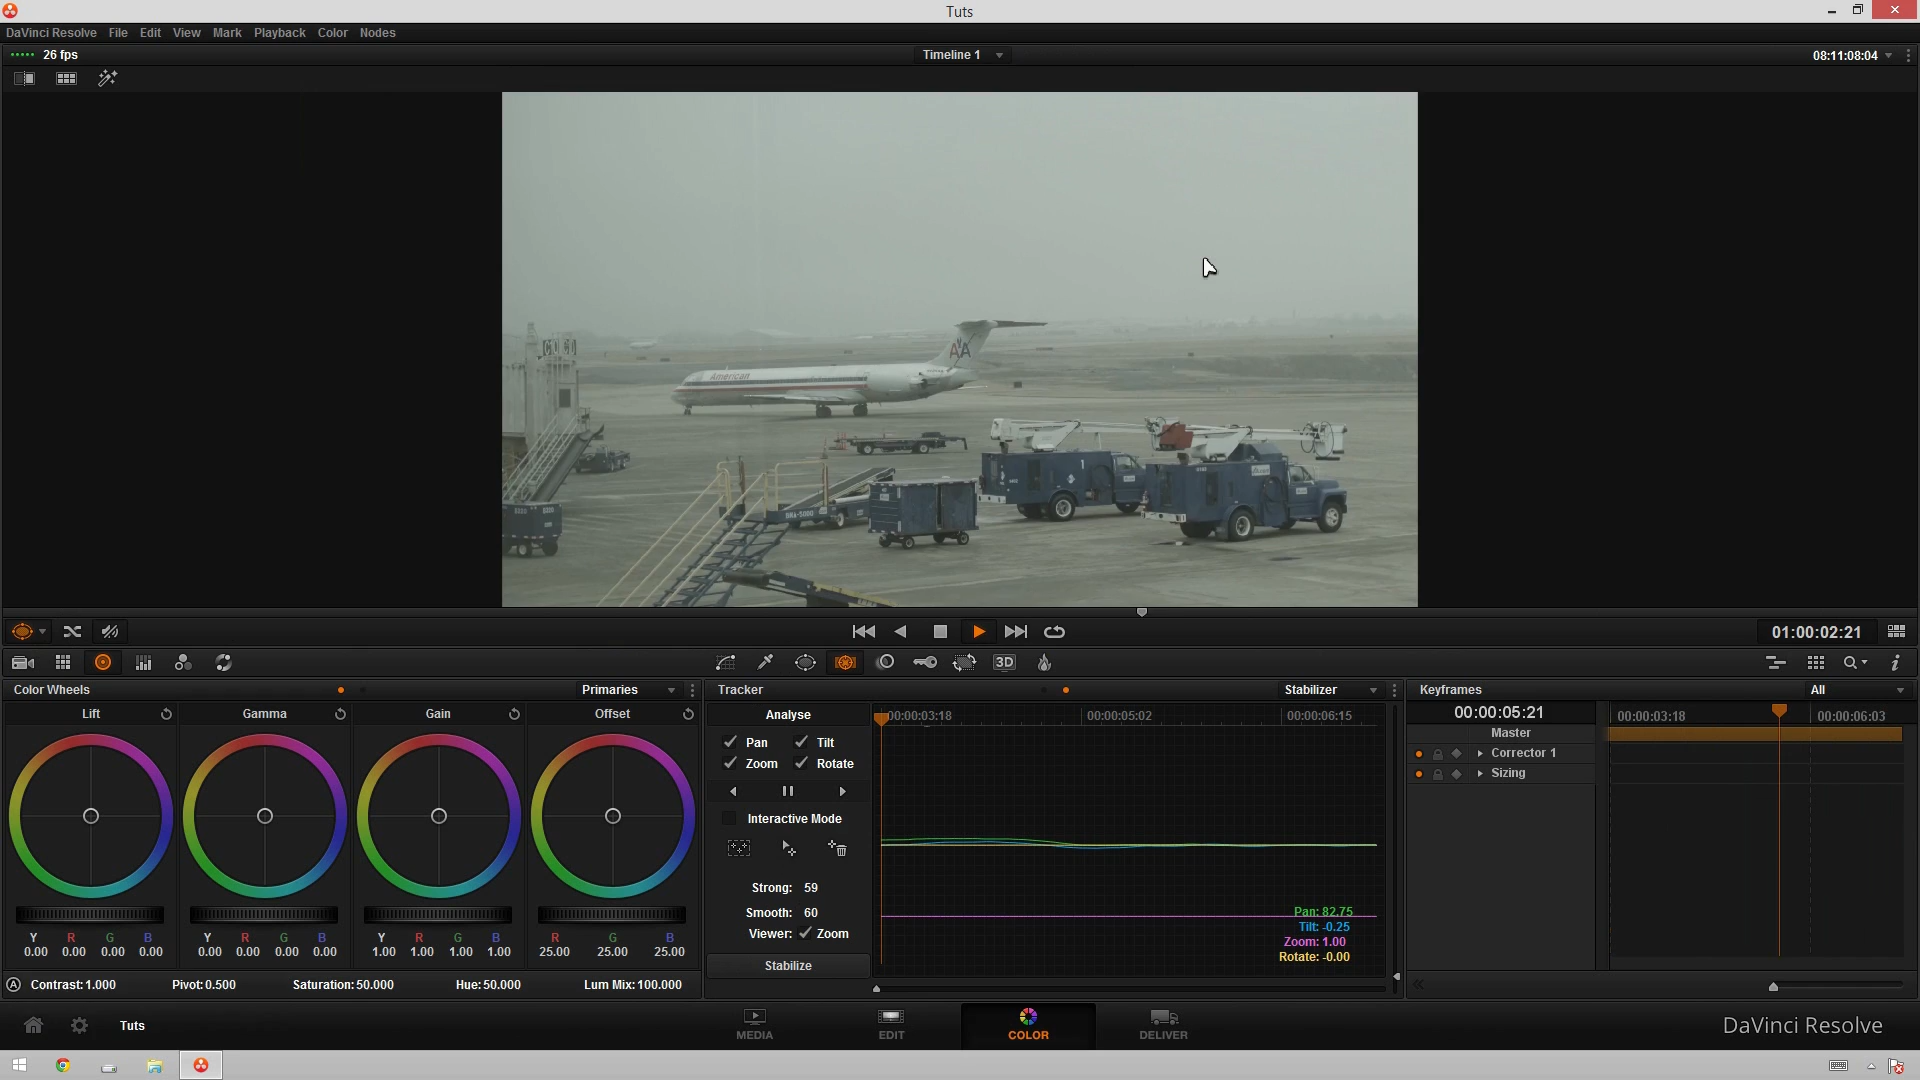 Tuts
DaVinci Resolve File Edit View Mark Playback Color Nodes
26 fps Timeline 1 08:11:08:04
AA
American
01:00:02:21
3D
Color Wheels Primaries Tracker Stabilizer Keyframes All
Lift Gamma Gain Offset
Analyse
Pan Tilt
Zoom Rotate
Interactive Mode
Strong: 59
Smooth: 60
Viewer: Zoom
Stabilize
00:00:03:18 00:00:05:02 00:00:06:15
Pan: 82.75
Tilt: -0.25
Zoom: 1.00
Rotate: -0.00
00:00:05:21 00:00:03:18 00:00:06:03
Master
Corrector 1
Sizing
Y R G B Y R G B Y R G B R G B
0.00 0.00 0.00 0.00 0.00 0.00 0.00 0.00 1.00 1.00 1.00 1.00 25.00 25.00 25.00
A Contrast: 1.000 Pivot: 0.500 Saturation: 50.000 Hue: 50.000 Lum Mix: 100.000
Tuts MEDIA EDIT COLOR DELIVER DaVinci Resolve